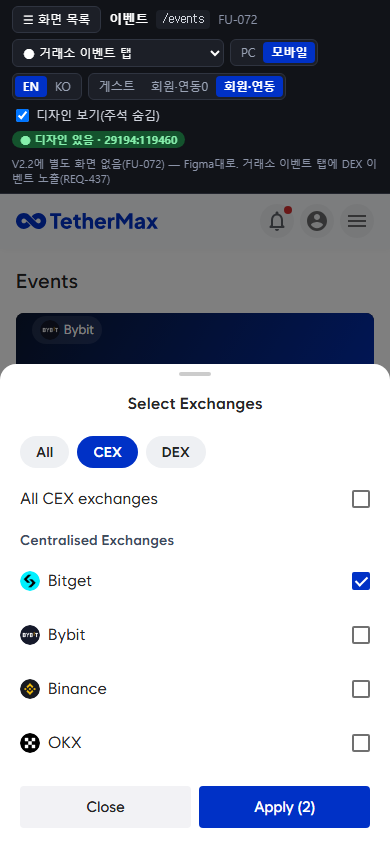 ☰ 화면 목록 이벤트 /events FU-072
● 거래소 이벤트 탭 PC 모바일
EN KO 게스트 회원·연동0 회원·연동
디자인 보기(주석 숨김)
● 디자인 있음 · 29194:119460
V2.2에 별도 화면 없음(FU-072) — Figma대로. 거래소 이벤트 탭에 DEX 이
벤트 노출(REQ-437)
TetherMax
Events
BYBIT Bybit
Select Exchanges
All CEX DEX
All CEX exchanges
Centralised Exchanges
Bitget
BYBIT Bybit
Binance
OKX
Close Apply (2)